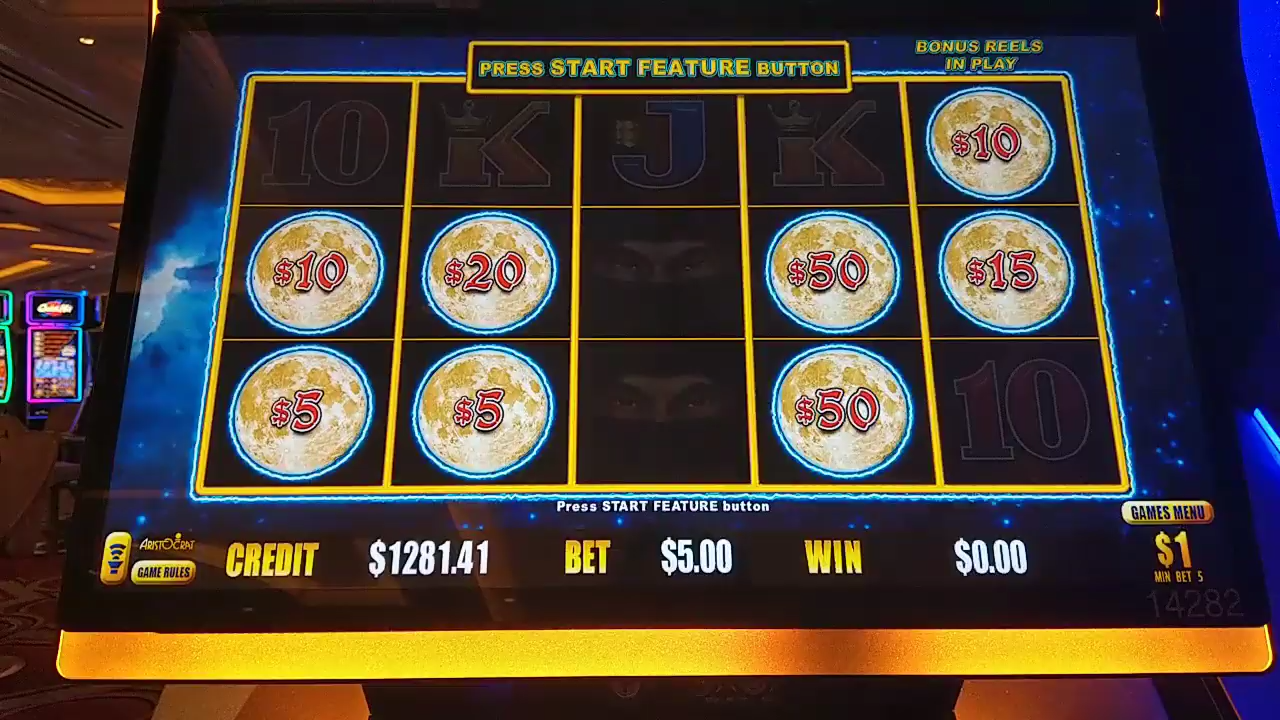 BONUS REELS
IN PLAY
PRESS START FEATURE BUTTON
10 K J K $10
$10 $20 $50 $15
$5 $5 $50 10
Press START FEATURE button
GAMES MENU
ARISTOCRAT
GAME RULES
CREDIT $1281.41 BET $5.00 WIN $0.00
$1
MIN BET 5
14282